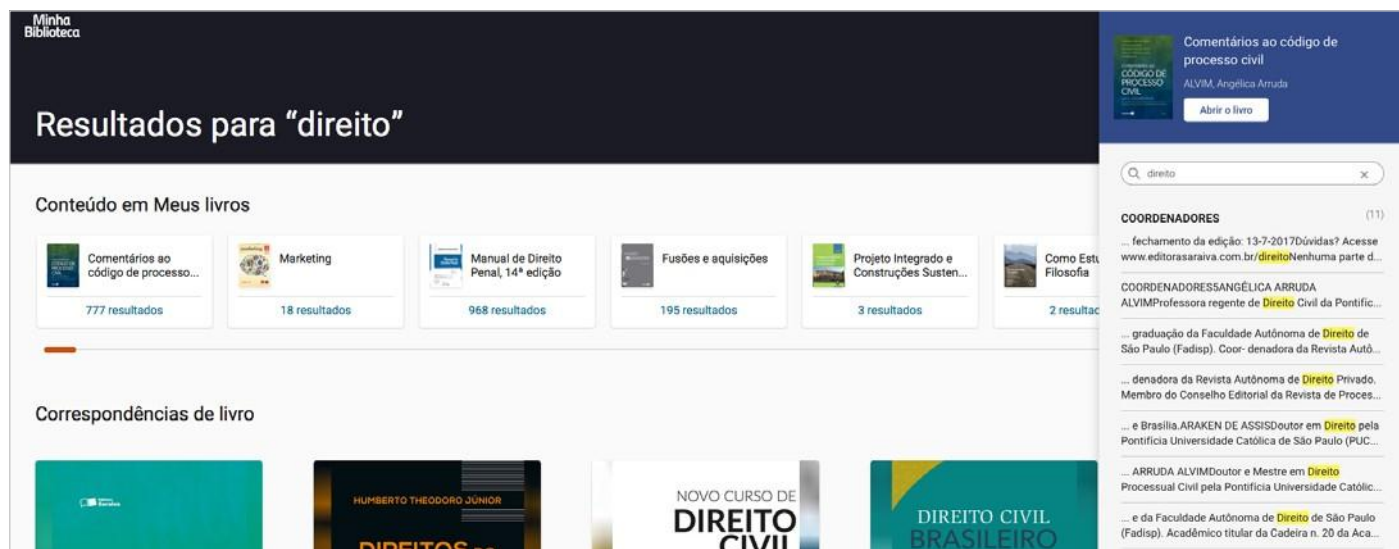 Minha
Biblioteca
Resultados para “direito”
Conteúdo em Meus livros
Comentários ao
código de processo...
777 resultados
Marketing
18 resultados
Manual de Direito
Penal, 14ª edição
968 resultados
Fusões e aquisições
195 resultados
Projeto Integrado e
Construções Susten...
3 resultados
Como Estu
Filosofia
2 resultad
Correspondências de livro
HUMBERTO THEODORO JÚNIOR
DIREITOS
NOVO CURSO DE
DIREITO
CIVIL
DIREITO CIVIL
BRASILEIRO
CÓDIGO DE
PROCESSO
CIVIL
Comentários ao código de
processo civil
ALVIM, Angélica Arruda
Abrir o livro
direito
COORDENADORES
(11)
... fechamento da edição: 13-7-2017Dúvidas? Acesse
www.editorasaraiva.com.br/direitoNenhuma parte d...
COORDENADORESSANGÉLICA ARRUDA
ALVIMProfessora regente de Direito Civil da Pontific...
... graduação da Faculdade Autônoma de Direito de
São Paulo (Fadisp). Coor- denadora da Revista Autô...
... denadora da Revista Autônoma de Direito Privado.
Membro do Conselho Editorial da Revista de Proces...
... e Brasília.ARAKEN DE ASSISDoutor em Direito pela
Pontifícia Universidade Católica de São Paulo (PUC...
... ARRUDA ALVIMDoutor e Mestre em Direito
Processual Civil pela Pontifícia Universidade Católic...
... e da Faculdade Autônoma de Direito de São Paulo
(Fadisp). Acadêmico titular da Cadeira n. 20 da Aca...